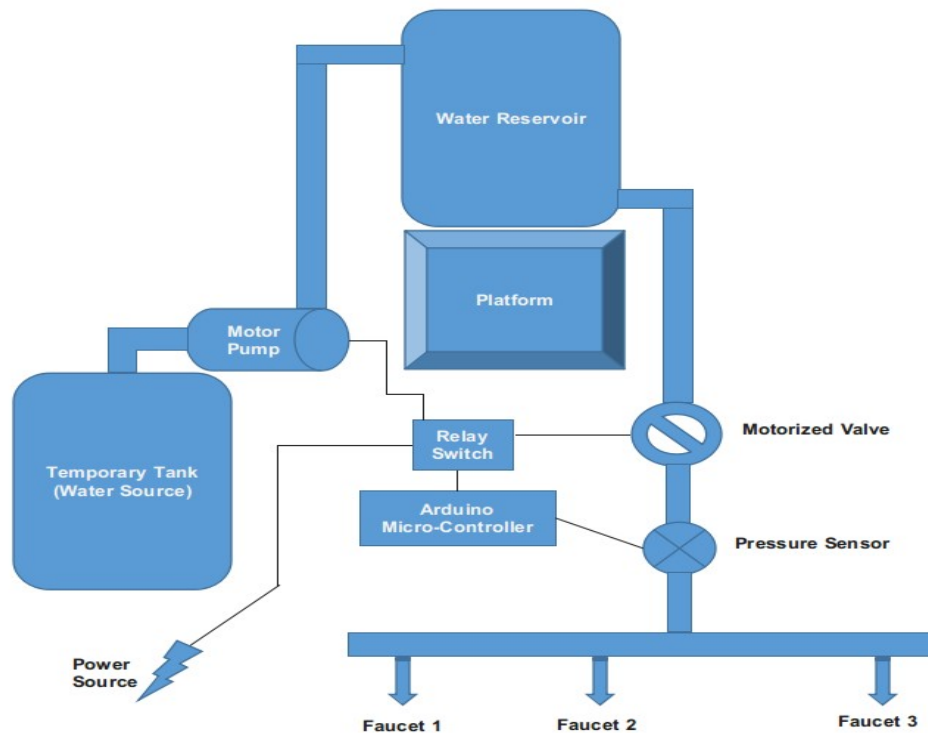 Water Reservoir
Platform
Motor
Pump
Relay
Switch
Motorized Valve
Temporary Tank
(Water Source)
Arduino
Micro-Controller
Pressure Sensor
Power
Source
Faucet 1
Faucet 2
Faucet 3